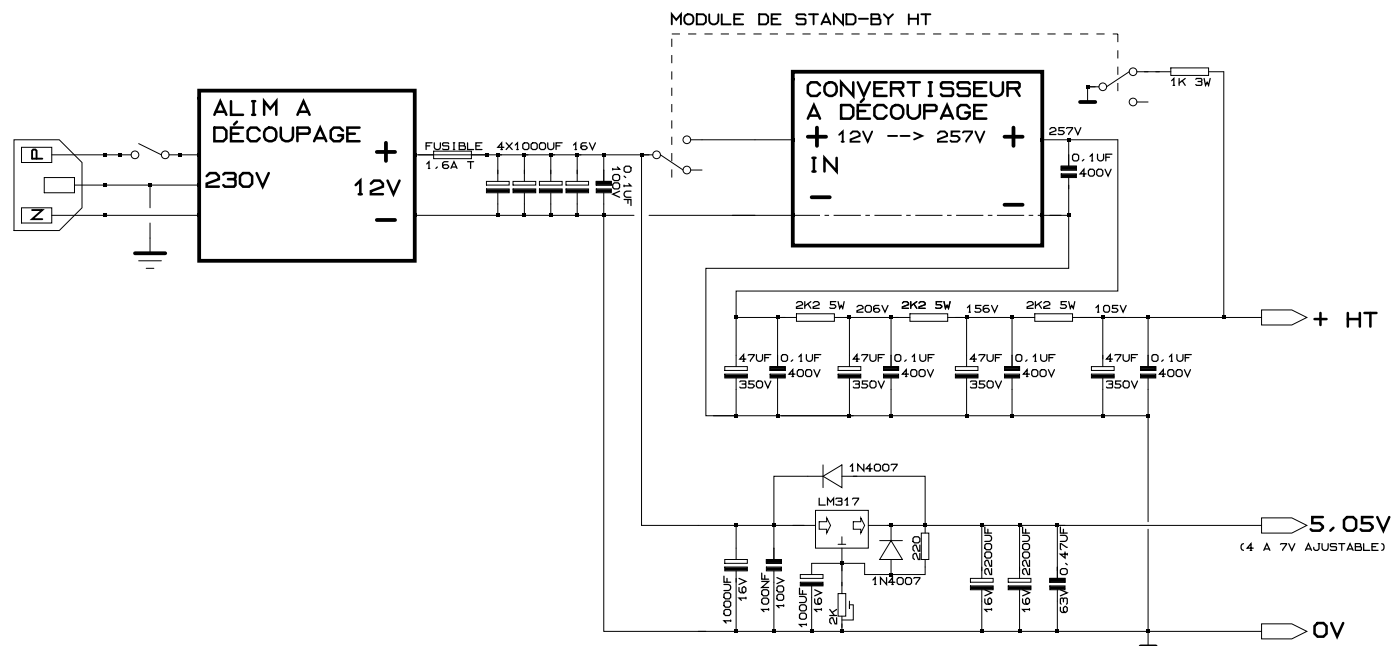 MODULE DE STAND-BY HT
ALIM A
DÉCOUPAGE
230V
+
12V
-
P
N
FUSIBLE
1,6A T
4X1000UF 16V
0,1UF
100V
CONVERTISSEUR
A DÉCOUPAGE
+ 12V --> 257V +
IN
-
-
257V
0,1UF
400V
1K 3W
2K2 5W
206V
2K2 5W
156V
2K2 5W
105V
+ HT
47UF
350V
0,1UF
400V
47UF
350V
0,1UF
400V
47UF
350V
0,1UF
400V
47UF
350V
0,1UF
400V
1N4007
LM317
220
1N4007
1000UF
16V
100NF
100V
100UF
16V
2K
2200UF
16V
2200UF
16V
0,47UF
63V
5,05V
(4 A 7V AJUSTABLE)
0V